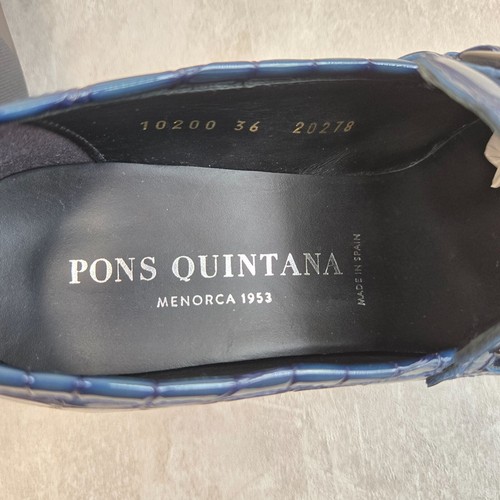 10200 36 20278
PONS QUINTANA
MENORCA 1953
MADE IN SPAIN